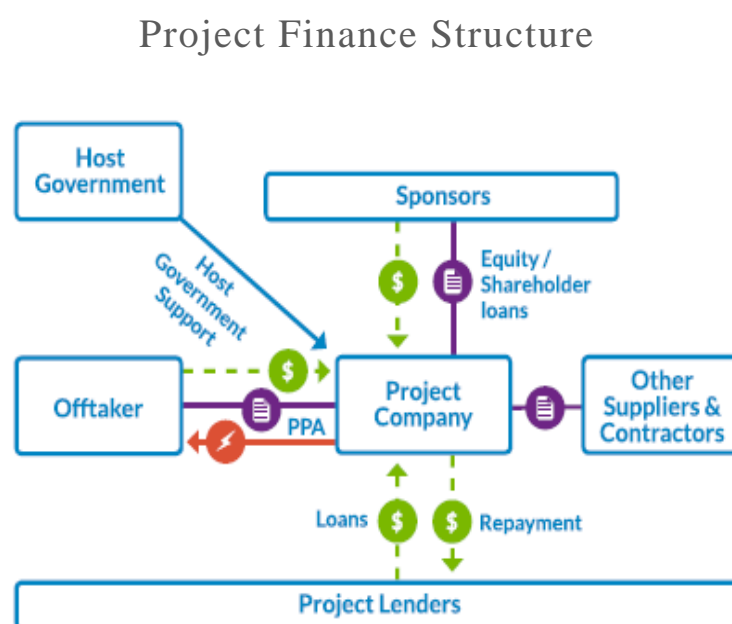 Project Finance Structure
Host
Government
Sponsors
Host
Government
Support
$
Equity /
Shareholder
loans
$
Offtaker
PPA
Project
Company
Other
Suppliers &
Contractors
Loans
$
$
Repayment
Project Lenders